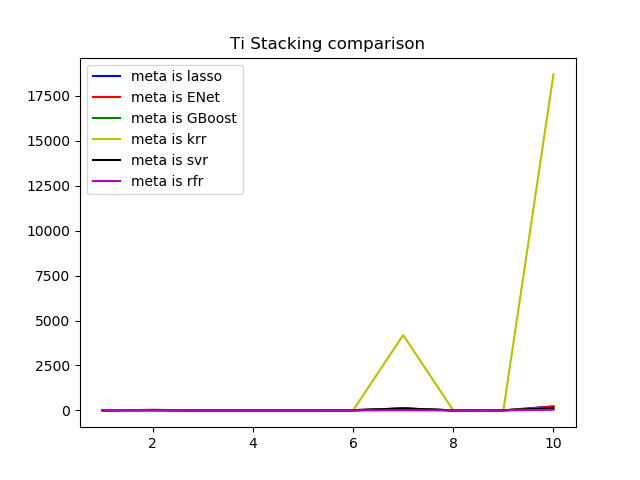 Ti Stacking comparison
meta is lasso
meta is ENet
meta is GBoost
meta is krr
meta is svr
meta is rfr
17500
15000
12500
10000
7500
5000
2500
0
2 4 6 8 10